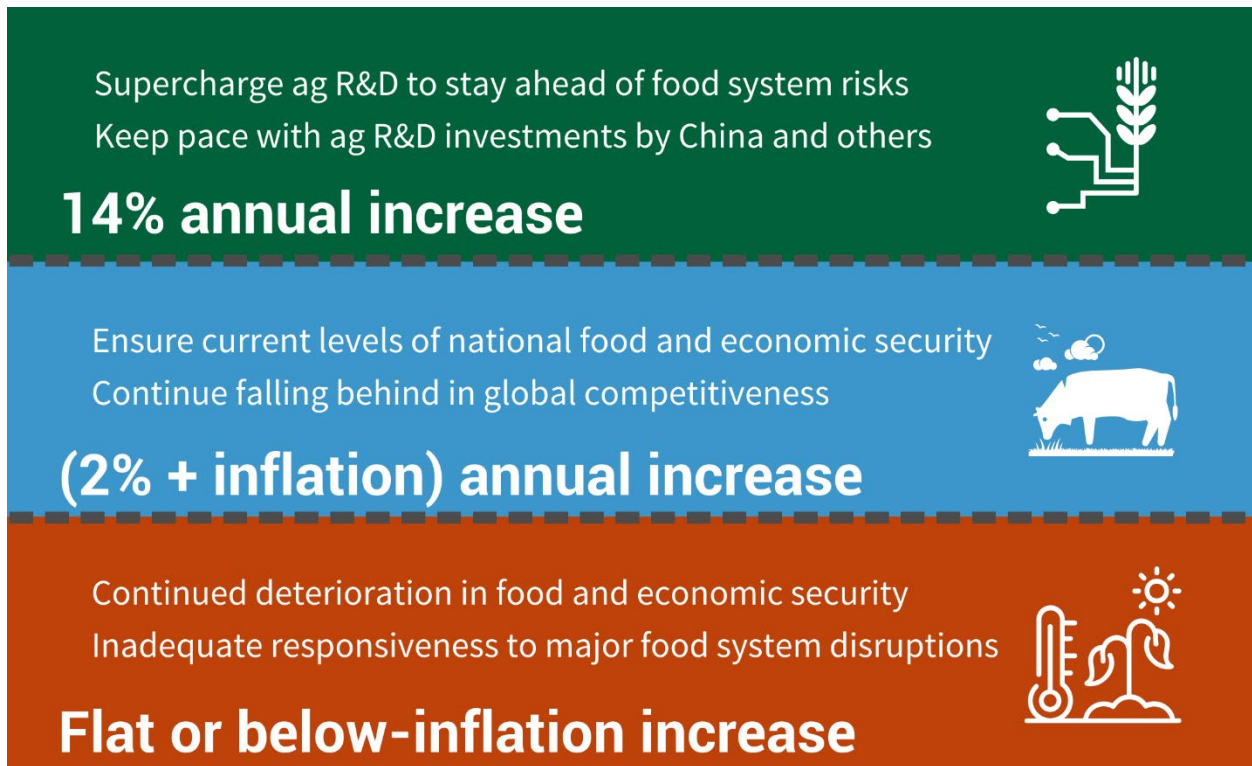 Supercharge ag R&D to stay ahead of food system risks
Keep pace with ag R&D investments by China and others
14% annual increase
Ensure current levels of national food and economic security
Continue falling behind in global competitiveness
(2% + inflation) annual increase
Continued deterioration in food and economic security
Inadequate responsiveness to major food system disruptions
Flat or below-inflation increase